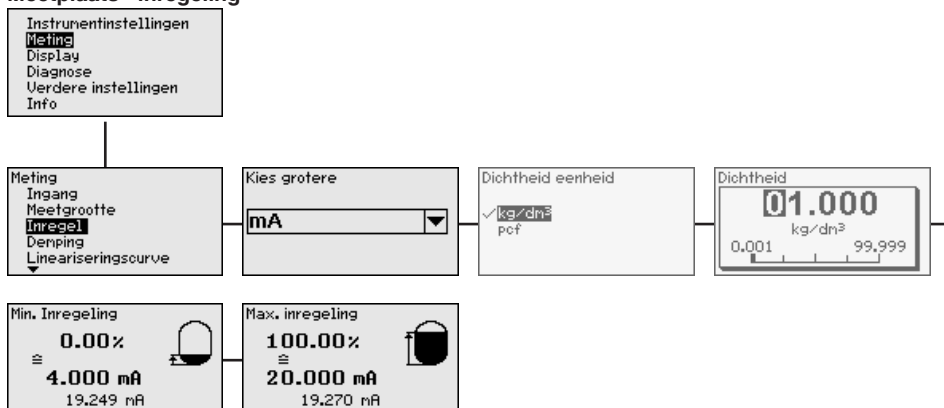 Meetplaats - Inregeling
Instrumentinstellingen
Meting
Display
Diagnose
Verdere instellingen
Info
Meting
Ingang
Meetgrootte
Inregel
Demping
Lineariseringscurve
Kies grotere
mA
Dichtheid eenheid
✓kg/dm³
pcf
Dichtheid
01.000
kg/dm³
0.001 99.999
Min. Inregeling
0.00%
≙
4.000 mA
19.249 mA
Max. inregeling
100.00%
≙
20.000 mA
19.270 mA